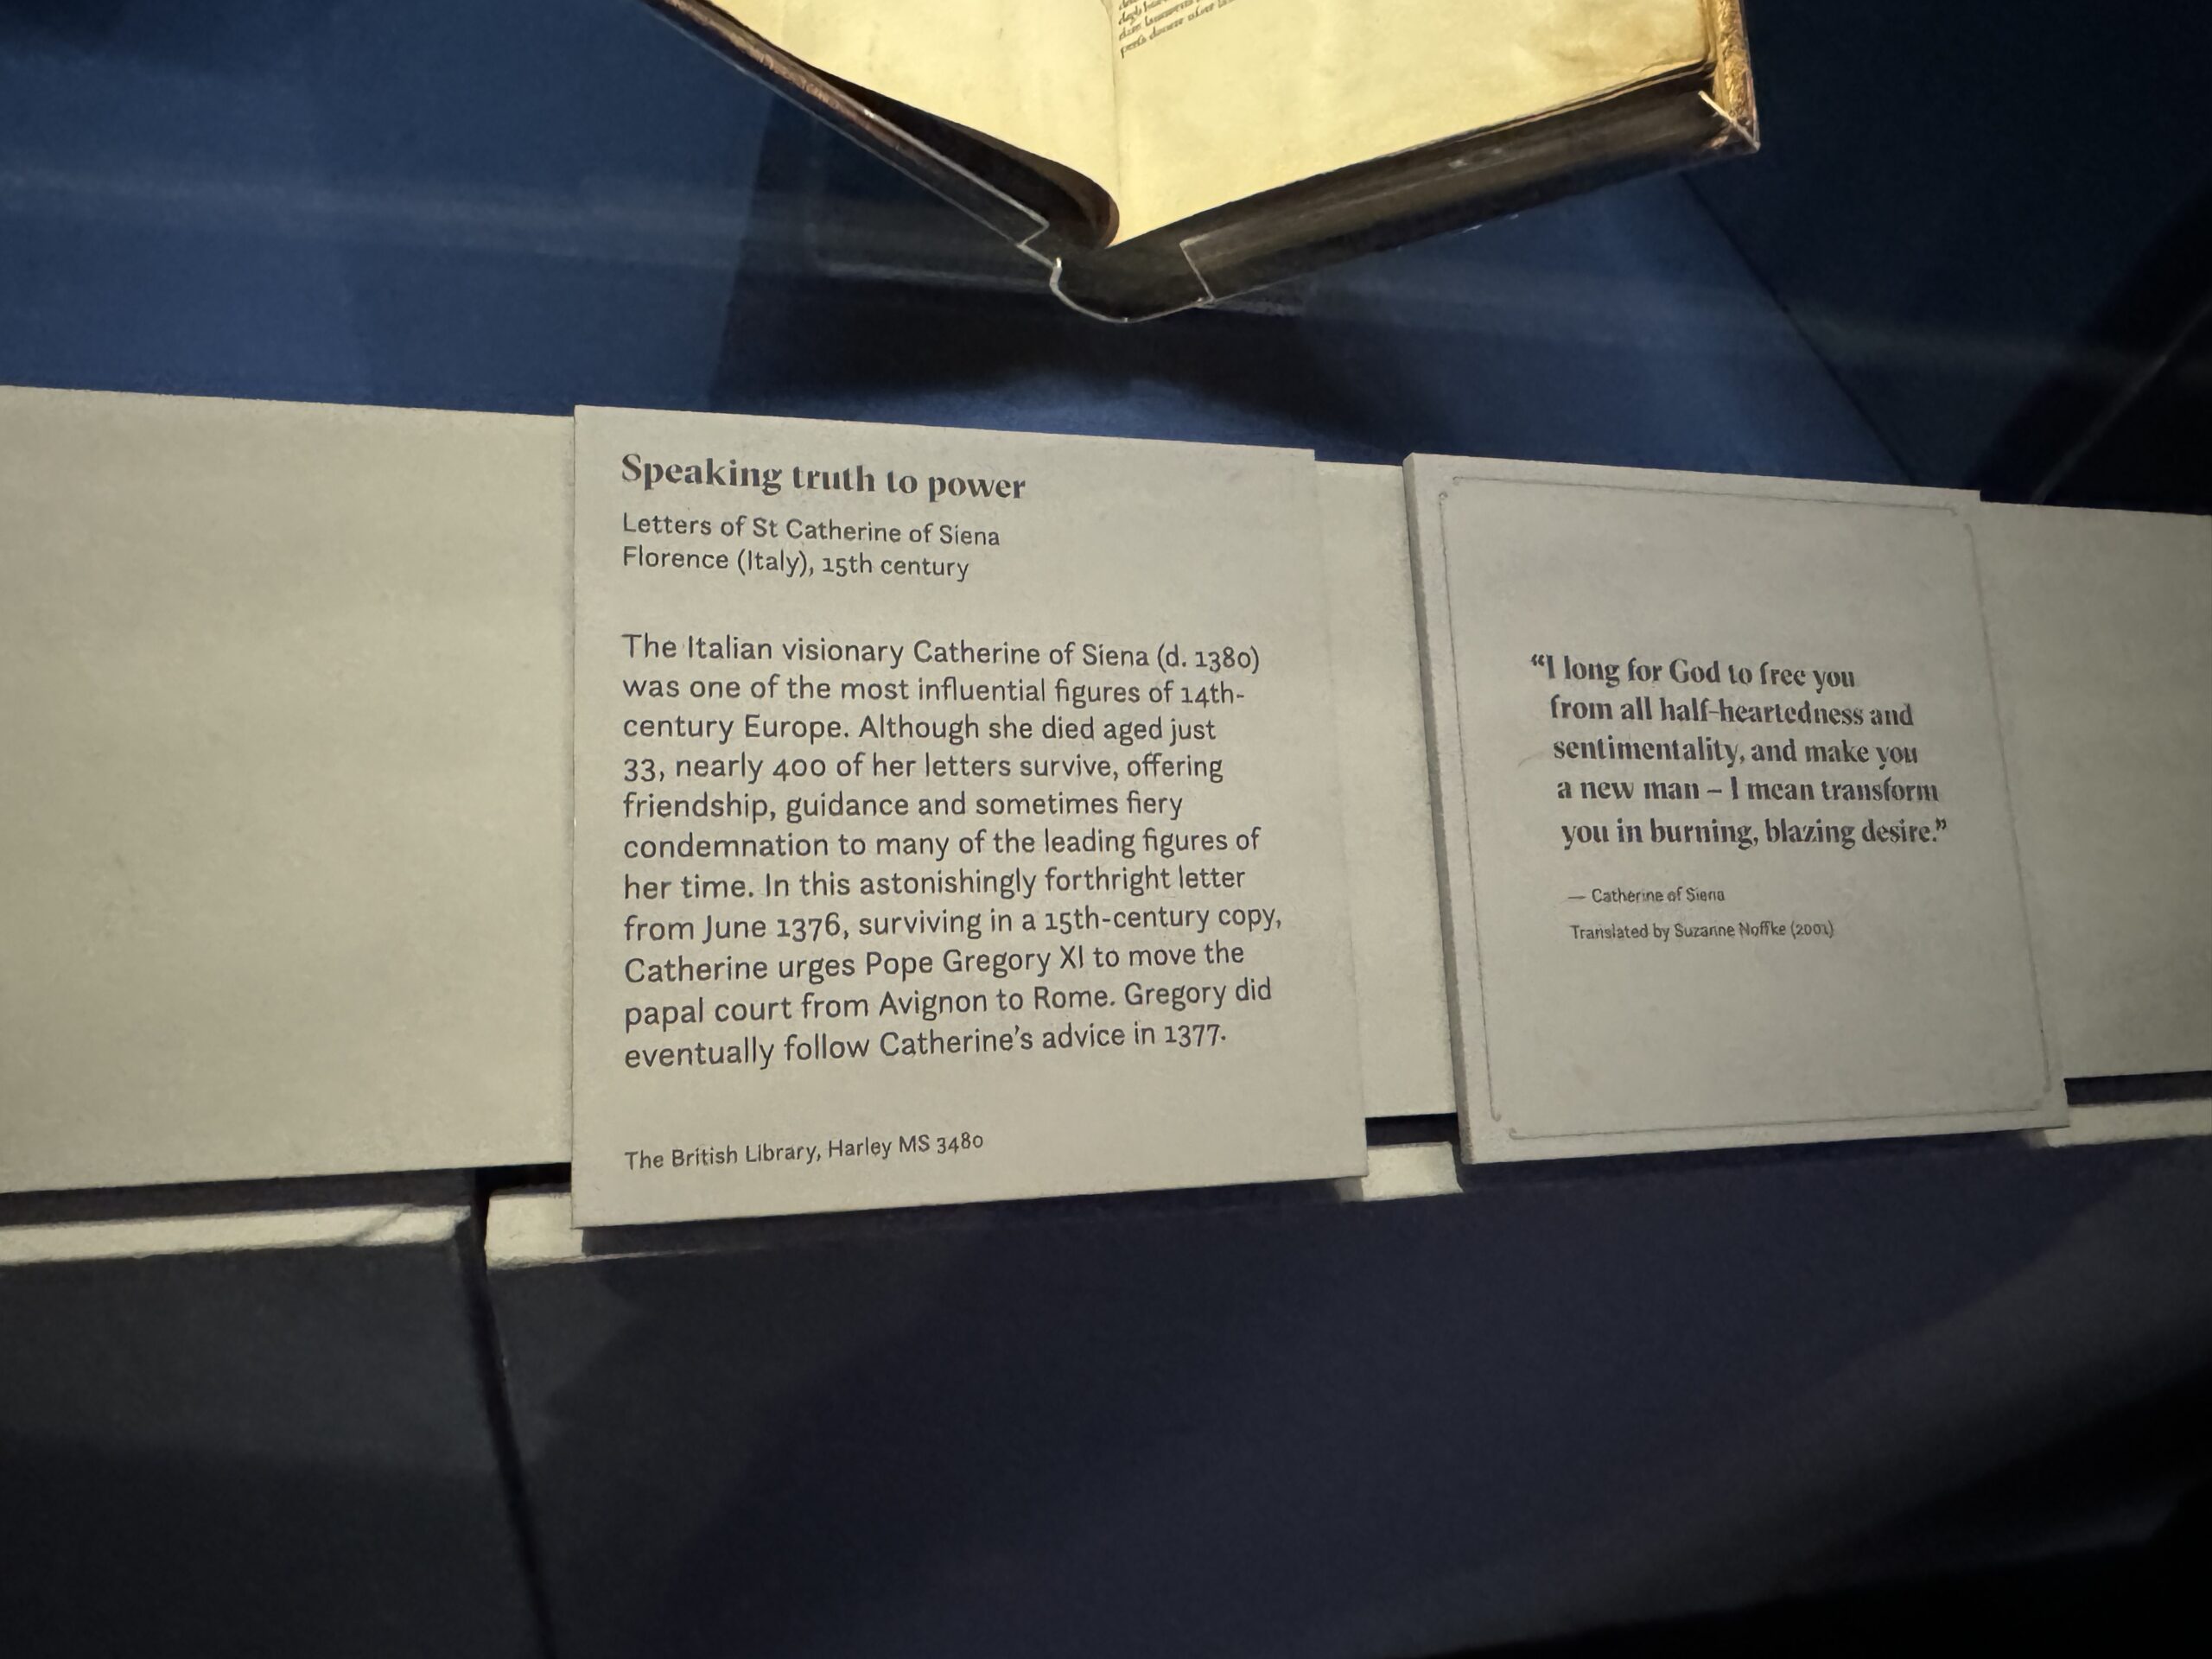 Speaking truth to power
Letters of St Catherine of Siena
Florence (Italy), 15th century
The Italian visionary Catherine of Siena (d. 1380)
was one of the most influential figures of 14th-
century Europe. Although she died aged just
33, nearly 400 of her letters survive, offering
friendship, guidance and sometimes fiery
condemnation to many of the leading figures of
her time. In this astonishingly forthright letter
from June 1376, surviving in a 15th-century copy,
Catherine urges Pope Gregory XI to move the
papal court from Avignon to Rome. Gregory did
eventually follow Catherine's advice in 1377.
The British Library, Harley MS 3480
“I long for God to free you
from all half-heartedness and
sentimentality, and make you
a new man – I mean transform
you in burning, blazing desire.”
— Catherine of Siena
Translated by Suzanne Noffke (2001)